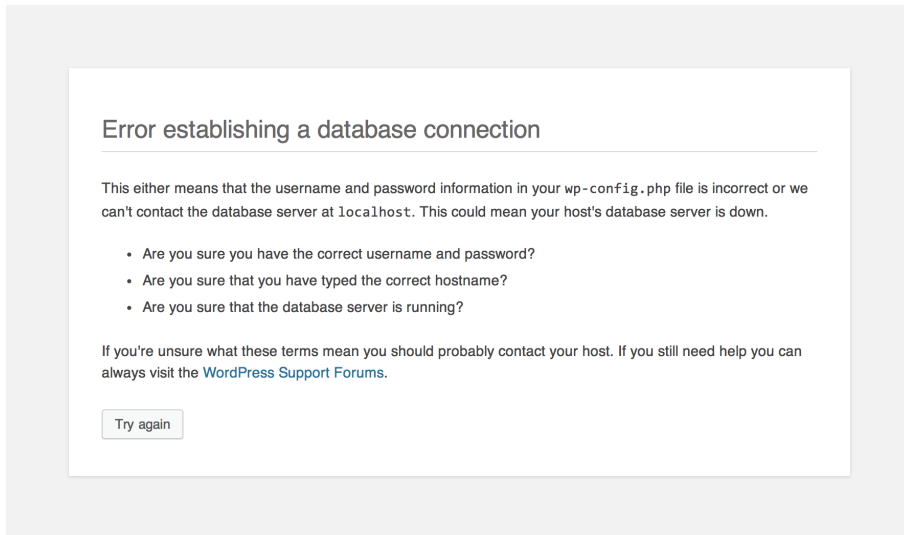 Error establishing a database connection
This either means that the username and password information in your wp-config.php file is incorrect or we
can't contact the database server at localhost. This could mean your host's database server is down.
• Are you sure you have the correct username and password?
• Are you sure that you have typed the correct hostname?
• Are you sure that the database server is running?
If you're unsure what these terms mean you should probably contact your host. If you still need help you can
always visit the WordPress Support Forums.
Try again